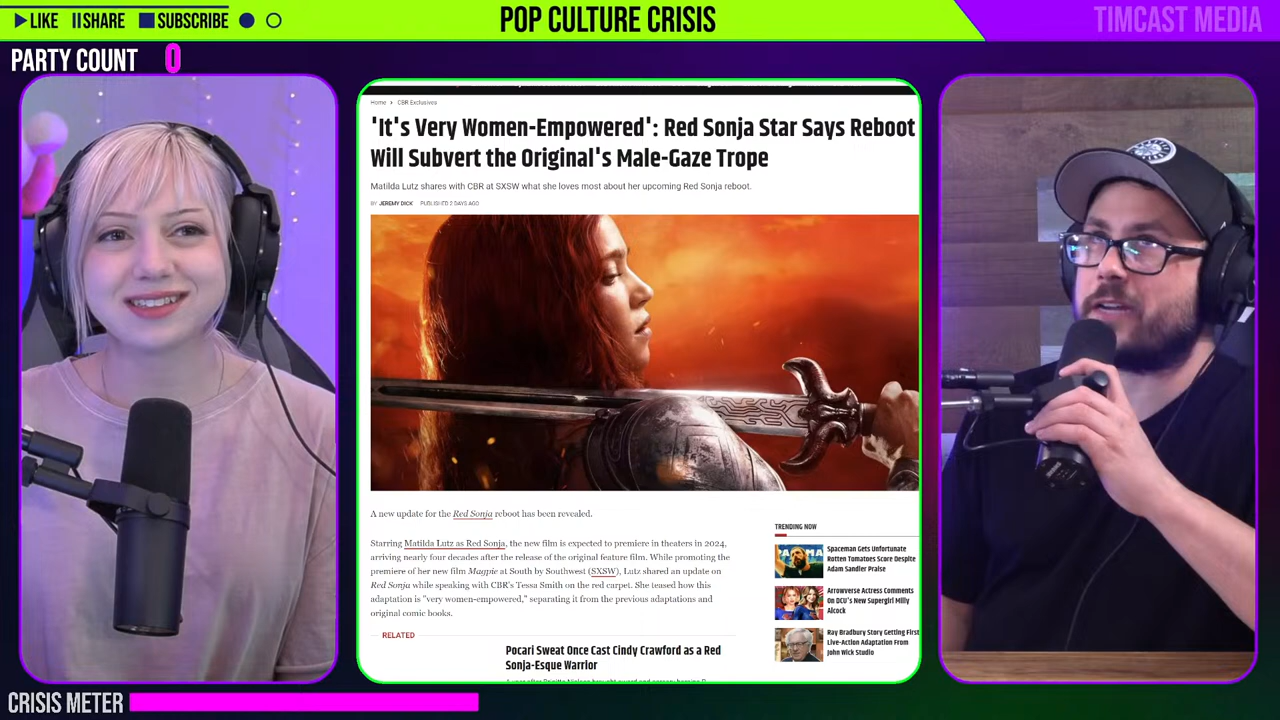 LIKE SHARE SUBSCRIBE
POP CULTURE CRISIS
TIMCAST MEDIA
PARTY COUNT 0
Home > CBR Exclusives
'It's Very Women-Empowered': Red Sonja Star Says Reboot
Will Subvert the Original's Male-Gaze Trope
Matilda Lutz shares with CBR at SXSW what she loves most about her upcoming Red Sonja reboot.
BY JEREMY DICK PUBLISHED 2 DAYS AGO
A new update for the Red Sonja reboot has been revealed.
Starring Matilda Lutz as Red Sonja, the new film is expected to premiere in theaters in 2024,
arriving nearly four decades after the release of the original feature film. While promoting the
premiere of her new film Magpie at South by Southwest (SXSW), Lutz shared an update on
Red Sonja while speaking with CBR's Tessa Smith on the red carpet. She teased how this
adaptation is "very women-empowered," separating it from the previous adaptations and
original comic books.
RELATED
Pocari Sweat Once Cast Cindy Crawford as a Red
Sonja-Esque Warrior
TRENDING NOW
Spaceman Gets Unfortunate
Rotten Tomatoes Score Despite
Adam Sandler Praise
Arrowverse Actress Comments
On DCU's New Supergirl Milly
Alcock
Ray Bradbury Story Getting First
Live-Action Adaptation From
John Wick Studio
CRISIS METER